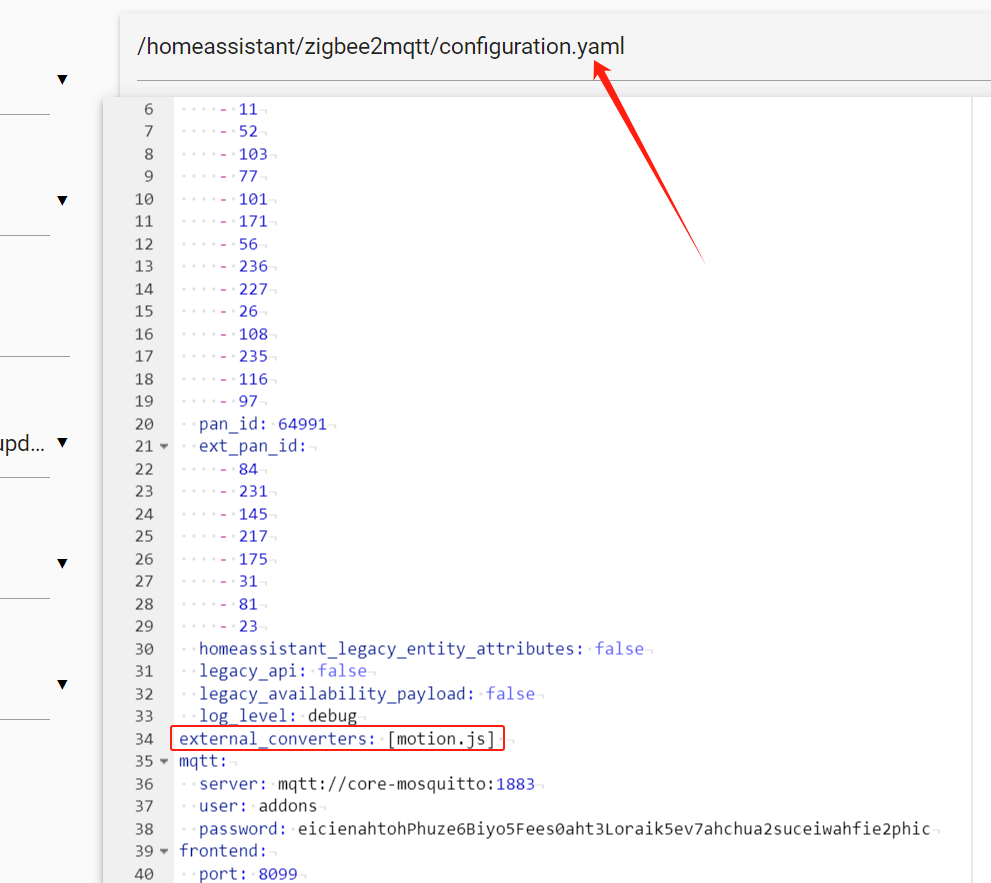 /homeassistant/zigbee2mqtt/configuration.yaml
6 - 11
7 - 52
8 - 103
9 - 77
10 - 101
11 - 171
12 - 56
13 - 236
14 - 227
15 - 26
16 - 108
17 - 235
18 - 116
19 - 97
20 pan_id: 64991
21 ext_pan_id:
22 - 84
23 - 231
upd...
24 - 145
25 - 217
26 - 175
27 - 31
28 - 81
29 - 23
30 homeassistant_legacy_entity_attributes: false
31 legacy_api: false
32 legacy_availability_payload: false
33 log_level: debug
34 external_converters: [motion.js]
35 mqtt:
36 server: mqtt://core-mosquitto:1883
37 user: addons
38 password: eicienahtohPhuze6Biyo5Fees0aht3Loraik5ev7ahchua2suceiwahfie2phic
39 frontend:
40 port: 8099